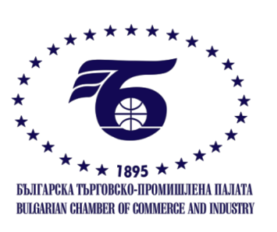 1895
БЪЛГАРСКА ТЪРГОВСКО-ПРОМИШЛЕНА ПАЛАТА
BULGARIAN CHAMBER OF COMMERCE AND INDUSTRY